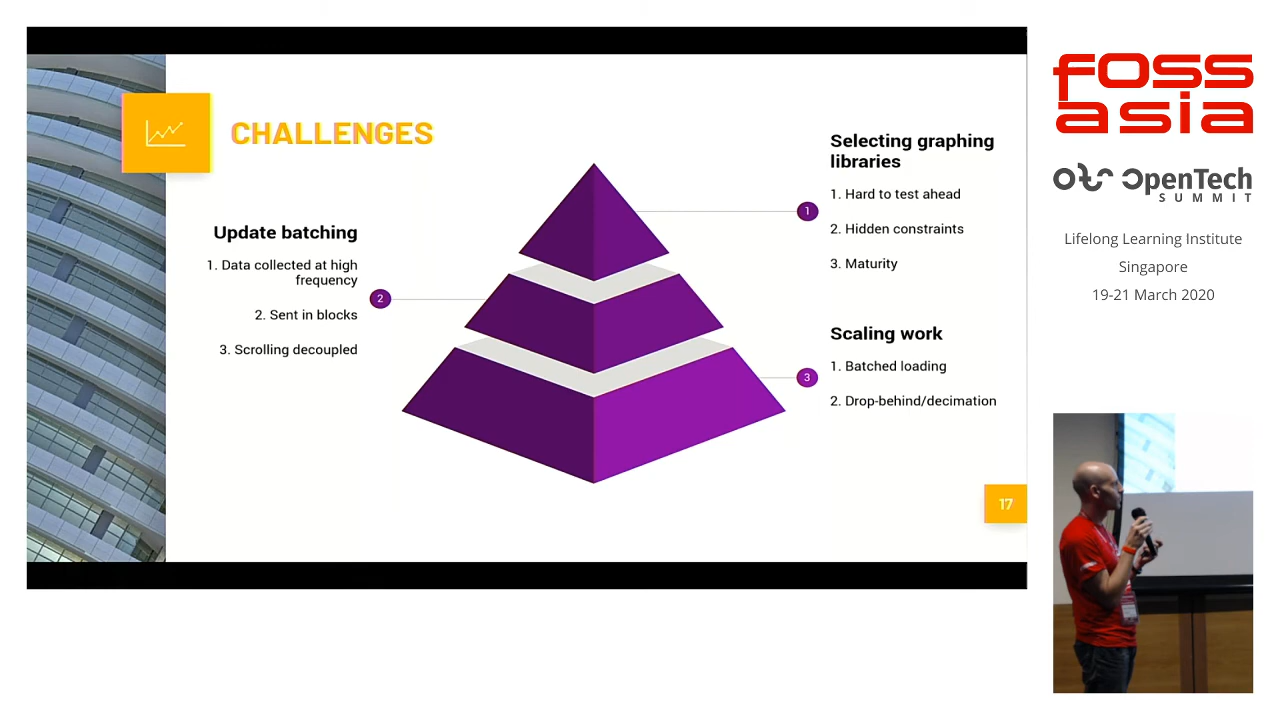 CHALLENGES
Update batching
1. Data collected at high
frequency
2. Sent in blocks
3. Scrolling decoupled
2
1
Selecting graphing
libraries
1. Hard to test ahead
2. Hidden constraints
3. Maturity
3
Scaling work
1. Batched loading
2. Drop-behind/decimation
17
FOSS
asia
OpenTech
SUMMIT
Lifelong Learning Institute
Singapore
19-21 March 2020